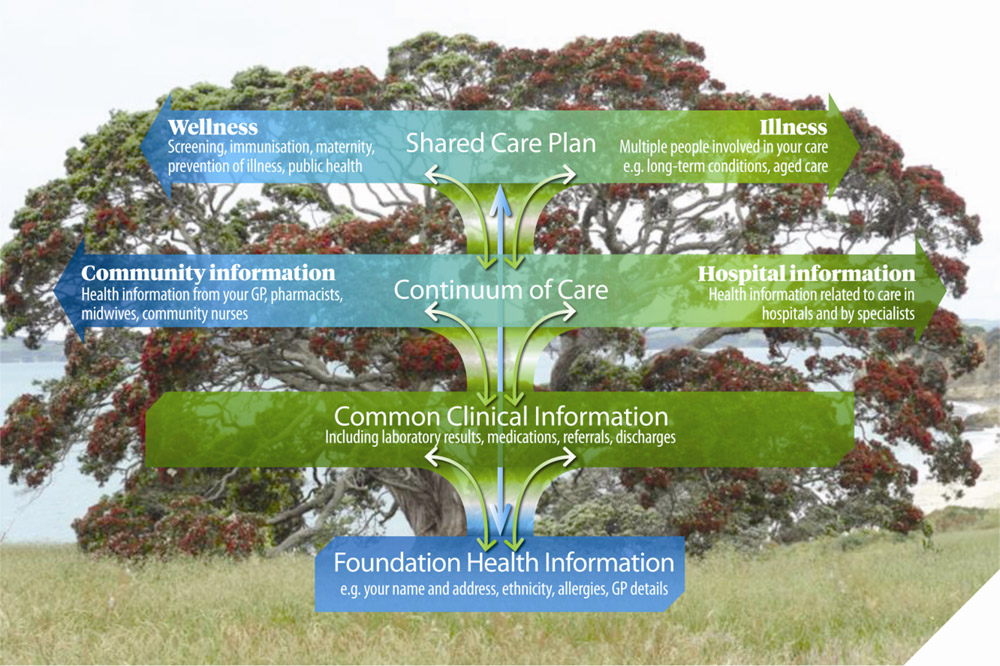 Wellness
Screening, immunisation, maternity,
prevention of illness, public health
Shared Care Plan
Illness
Multiple people involved in your care
e.g. long-term conditions, aged care
Community information
Health information from your GP, pharmacists,
midwives, community nurses
Continuum of Care
Hospital information
Health information related to care in
hospitals and by specialists
Common Clinical Information
Including laboratory results, medications, referrals, discharges
Foundation Health Information
e.g. your name and address, ethnicity, allergies, GP details